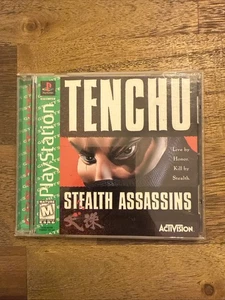 PlayStation
TENCHU
Live by
Honor
Kill by
Stealth
STEALTH ASSASSINS
天誅
ACTIVISION
M